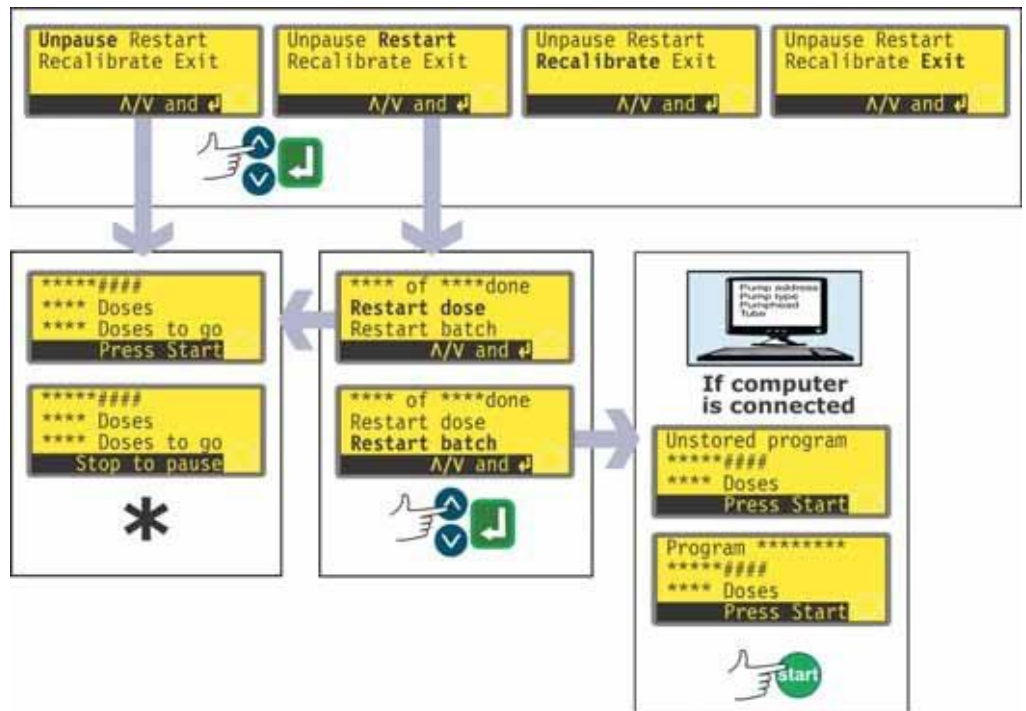 Unpause Restart
Recalibrate Exit
∧/∨ and ↵
Unpause Restart
Recalibrate Exit
∧/∨ and ↵
Unpause Restart
Recalibrate Exit
∧/∨ and ↵
Unpause Restart
Recalibrate Exit
∧/∨ and ↵
*****####
**** Doses
**** Doses to go
Press Start
*****####
**** Doses
**** Doses to go
Stop to pause
*
**** of ****done
Restart dose
Restart batch
∧/∨ and ↵
**** of ****done
Restart dose
Restart batch
∧/∨ and ↵
Pump address
Pump type
Pumphead
Tube
If computer
is connected
Unstored program
*****####
**** Doses
Press Start
Program ********
*****####
**** Doses
Press Start
start